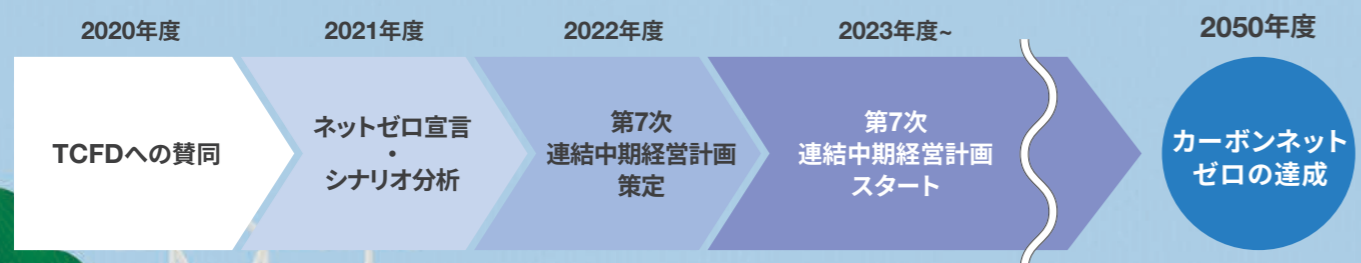 2020年度
2021年度
2022年度
2023年度~
2050年度
TCFDへの賛同
ネットゼロ宣言
・
シナリオ分析
第7次
連結中期経営計画
策定
第7次
連結中期経営計画
スタート
カーボンネット
ゼロの達成